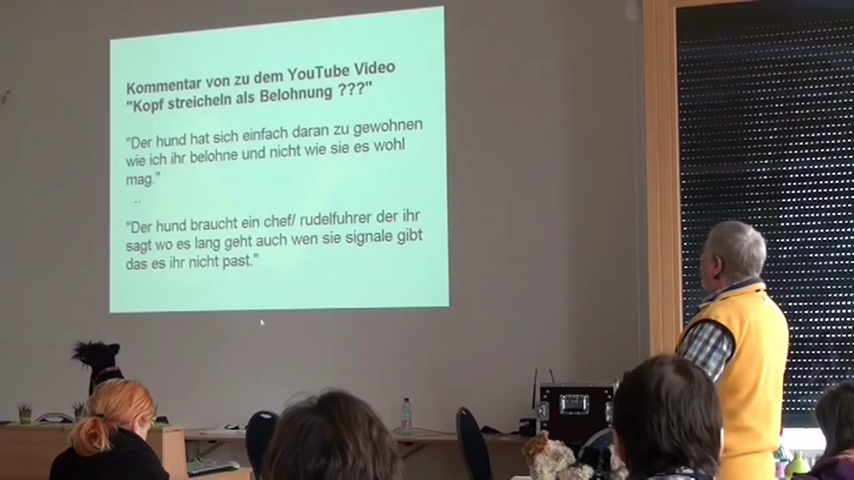 Kommentar von zu dem YouTube Video
"Kopf streicheln als Belohnung ???"
"Der hund hat sich einfach daran zu gewohnen
wie ich ihr belohne und nicht wie sie es wohl
mag."
...
"Der hund braucht ein chef/ rudelfuhrer der ihr
sagt wo es lang geht auch wen sie signale gibt
das es ihr nicht past."